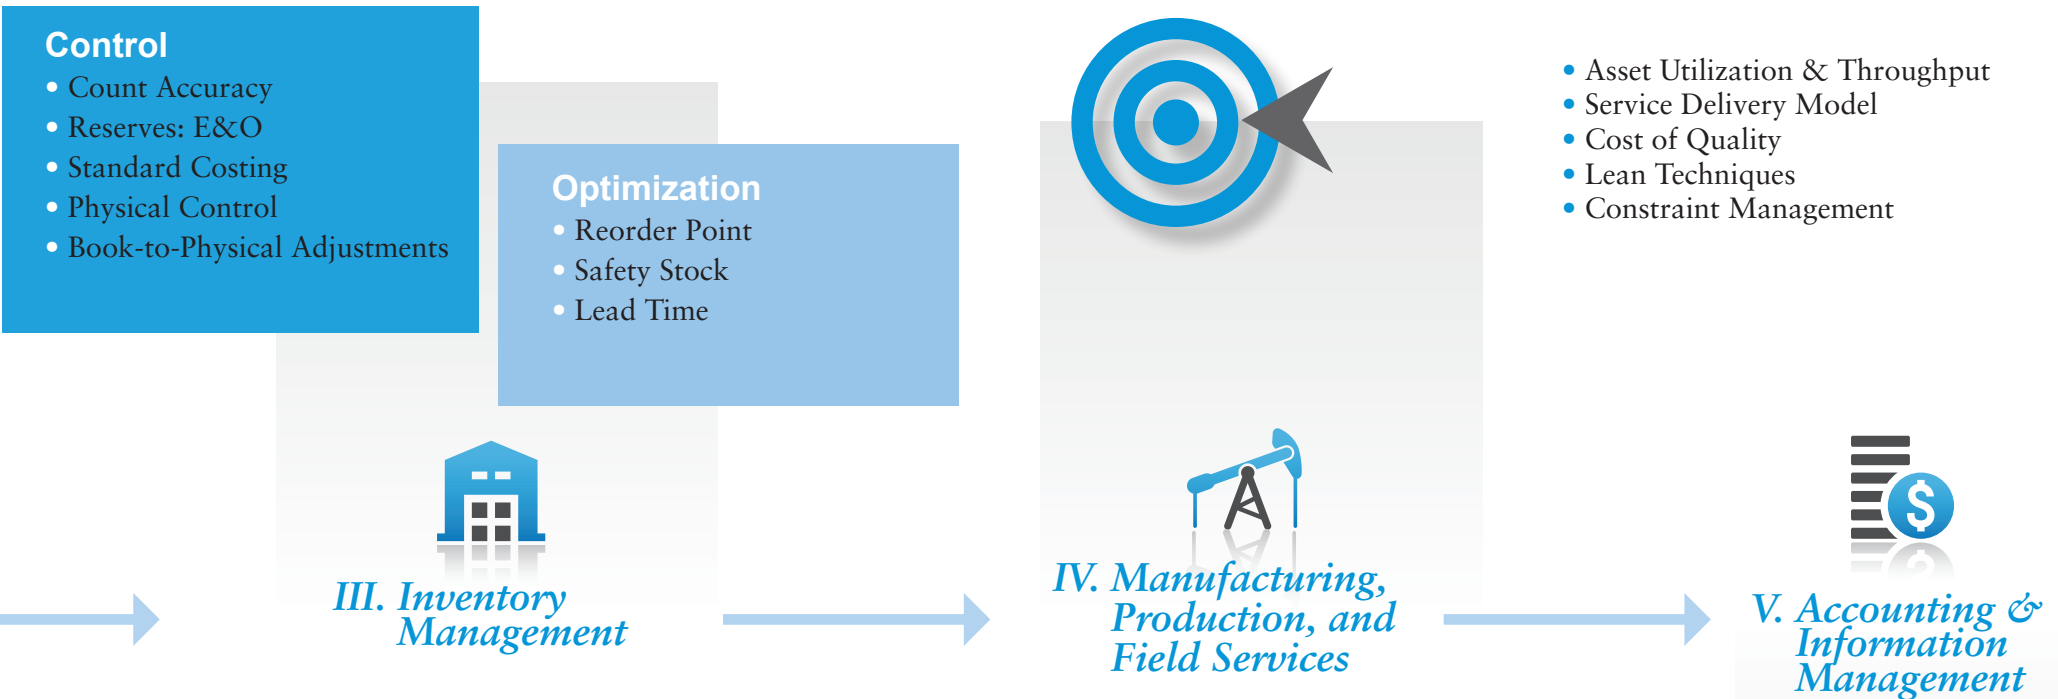 Control
• Count Accuracy
• Reserves: E&O
• Standard Costing
• Physical Control
• Book-to-Physical Adjustments
Optimization
• Reorder Point
• Safety Stock
• Lead Time
• Asset Utilization & Throughput
• Service Delivery Model
• Cost of Quality
• Lean Techniques
• Constraint Management
III. Inventory
Management
IV. Manufacturing,
Production, and
Field Services
$
V. Accounting &
Information
Management